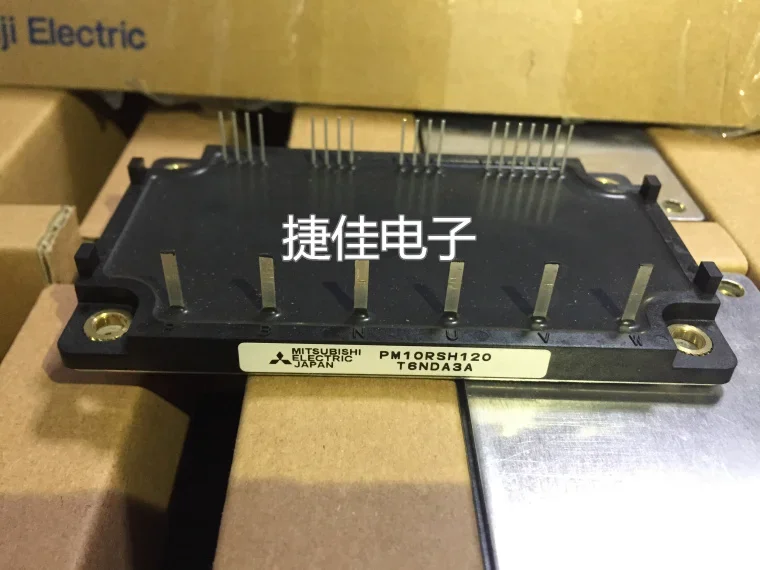 ji Electric
捷佳电子
P B N U V W
MITSUBISHI
ELECTRIC
JAPAN
PM10RSH120
T6NDA3A